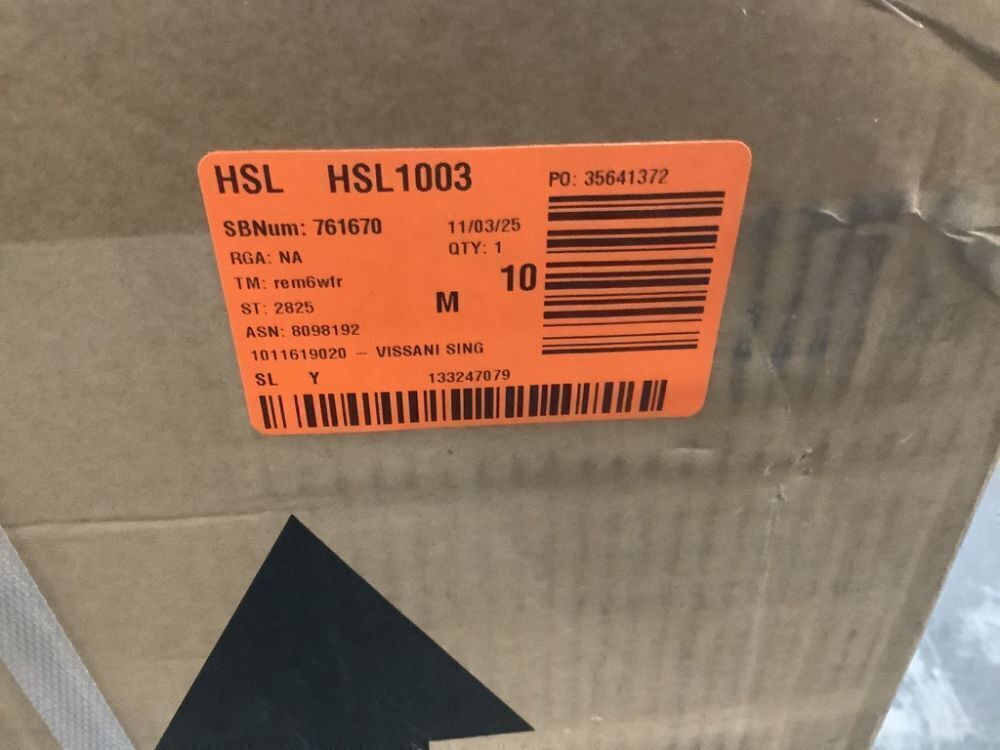 HSL HSL1003 PO: 35641372
SBNum: 761670 11/03/25
RGA: NA QTY: 1
TM: rem6wfr 10
ST: 2825 M
ASN: 8098192
1011619020 - VISSANI SING
SL Y 133247079